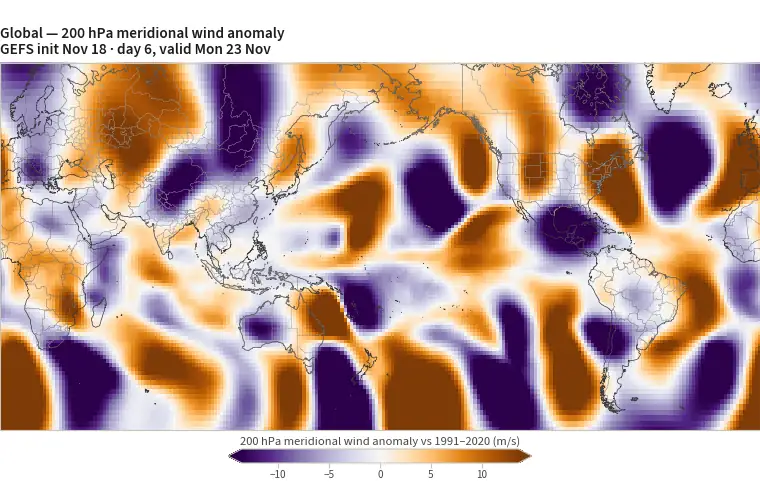 Global — 200 hPa meridional wind anomaly
GEFS init Nov 18 · day 6, valid Mon 23 Nov
200 hPa meridional wind anomaly vs 1991–2020 (m/s)
−10 −5 0 5 10